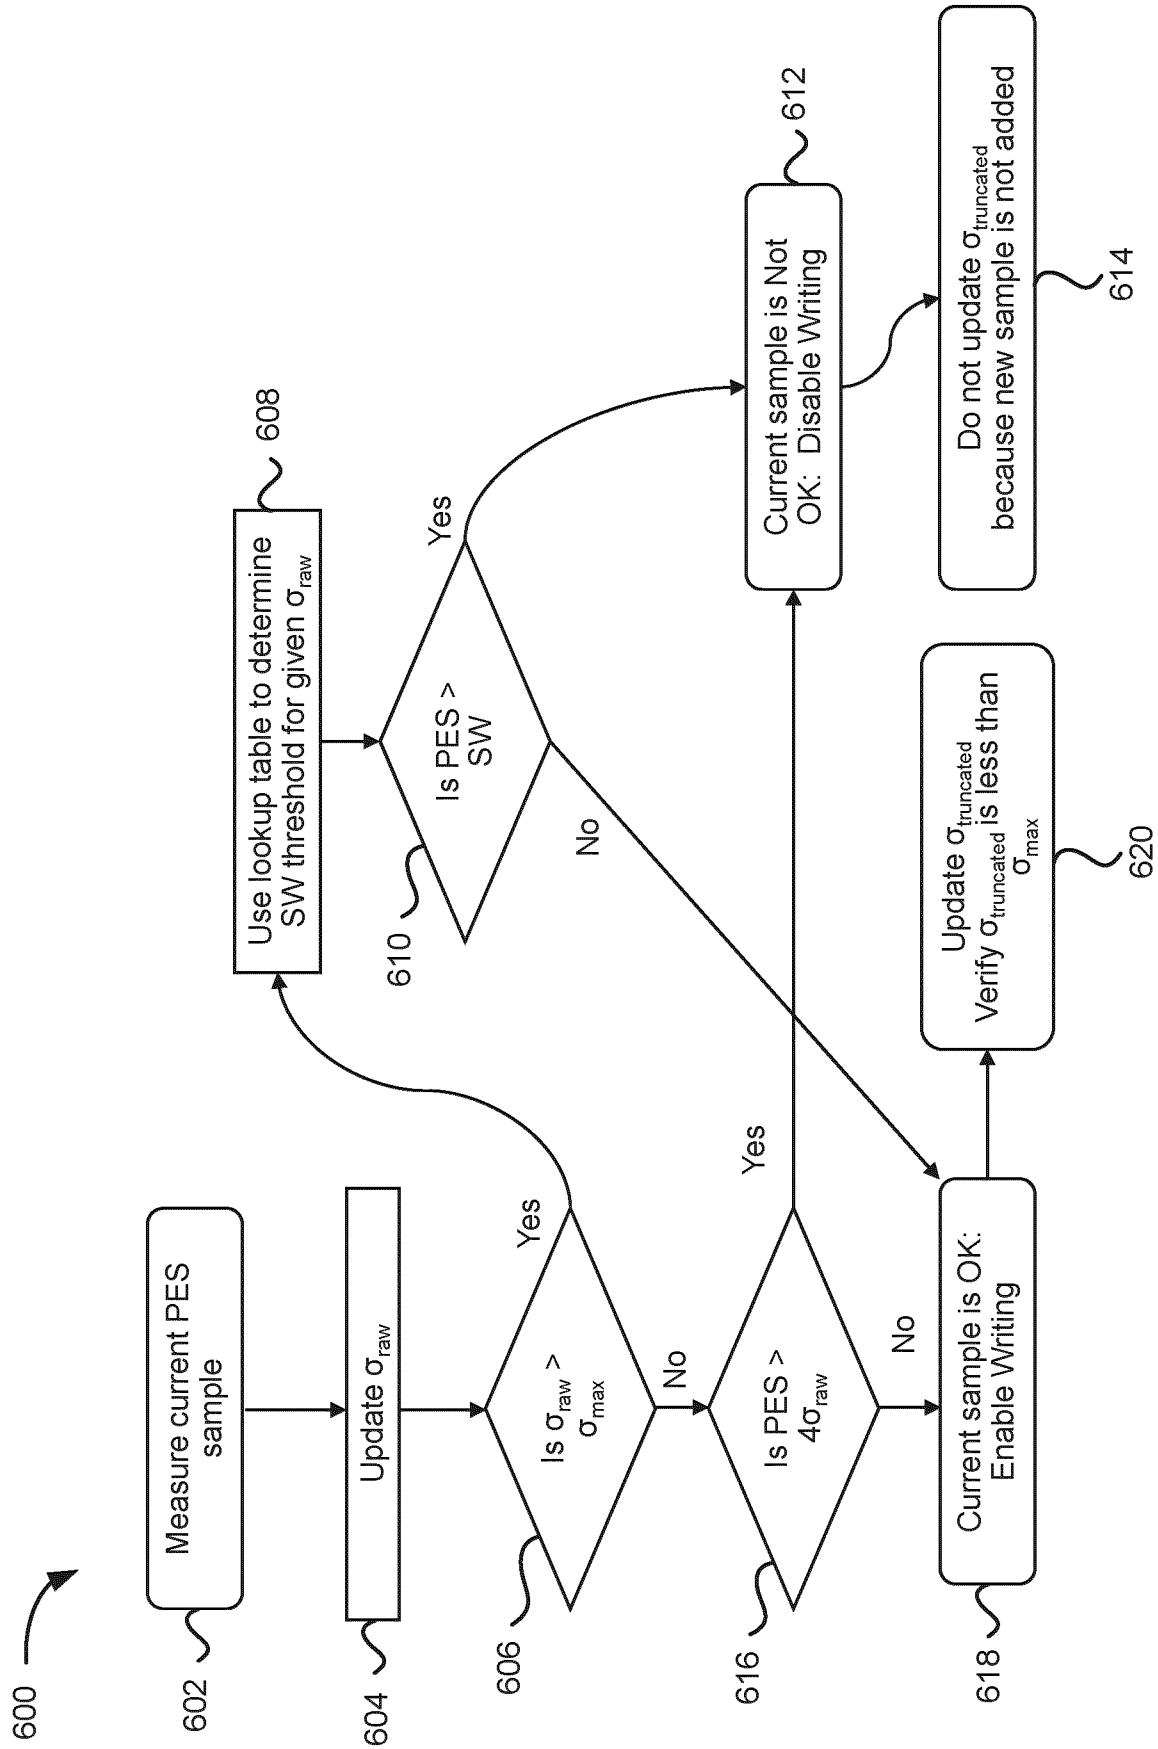 600
602
Measure current PES
sample
604
Update σraw
606
Is σraw >
σmax
Yes
No
608
Use lookup table to determine
SW threshold for given σraw
610
Is PES >
SW
Yes
No
612
Current sample is Not
OK: Disable Writing
614
Do not update σtruncated
because new sample is not added
616
Is PES >
4σraw
Yes
No
618
Current sample is OK:
Enable Writing
620
Update σtruncated
Verify σtruncated is less than
σmax